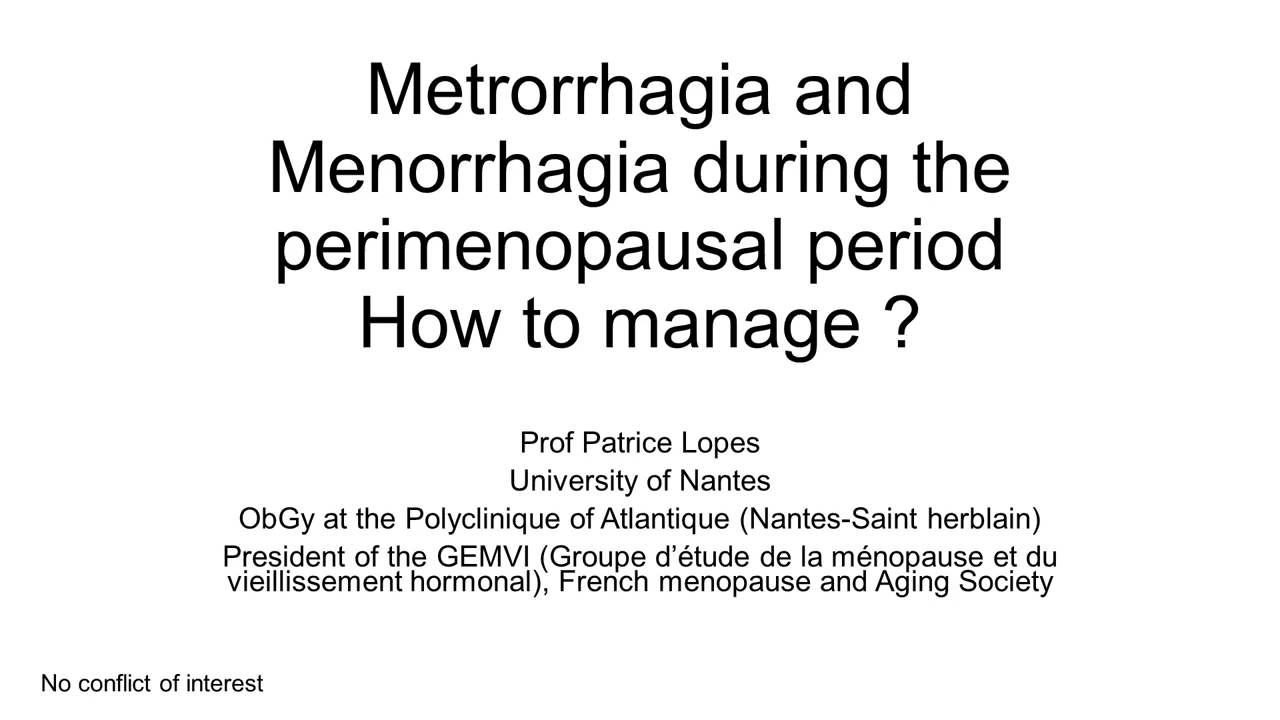 Metrorrhagia and
Menorrhagia during the
perimenopausal period
How to manage ?
Prof Patrice Lopes
University of Nantes
ObGy at the Polyclinique of Atlantique (Nantes-Saint herblain)
President of the GEMVI (Groupe d’étude de la ménopause et du
vieillissement hormonal), French menopause and Aging Society
No conflict of interest